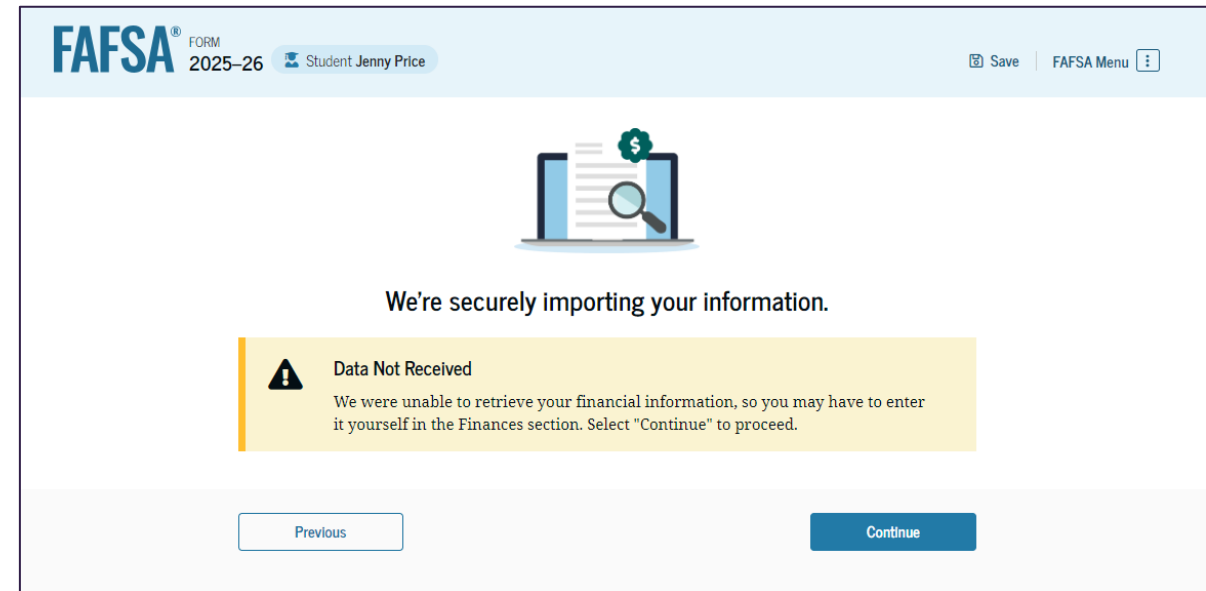 FAFSA® FORM
2025–26 Student Jenny Price Save FAFSA Menu
$
We're securely importing your information.
Data Not Received
We were unable to retrieve your financial information, so you may have to enter
it yourself in the Finances section. Select "Continue" to proceed.
Previous Continue